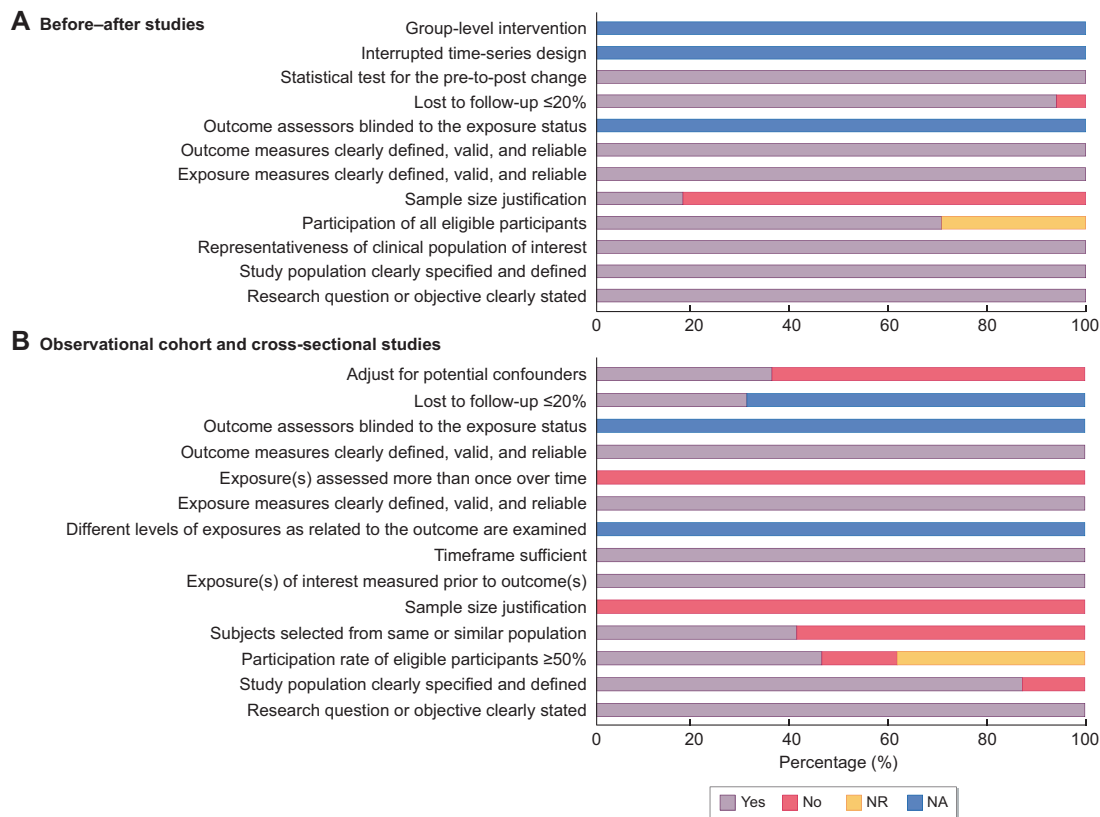 A Before–after studies
Group-level intervention
Interrupted time-series design
Statistical test for the pre-to-post change
Lost to follow-up ≤20%
Outcome assessors blinded to the exposure status
Outcome measures clearly defined, valid, and reliable
Exposure measures clearly defined, valid, and reliable
Sample size justification
Participation of all eligible participants
Representativeness of clinical population of interest
Study population clearly specified and defined
Research question or objective clearly stated
0 20 40 60 80 100
B Observational cohort and cross-sectional studies
Adjust for potential confounders
Lost to follow-up ≤20%
Outcome assessors blinded to the exposure status
Outcome measures clearly defined, valid, and reliable
Exposure(s) assessed more than once over time
Exposure measures clearly defined, valid, and reliable
Different levels of exposures as related to the outcome are examined
Timeframe sufficient
Exposure(s) of interest measured prior to outcome(s)
Sample size justification
Subjects selected from same or similar population
Participation rate of eligible participants ≥50%
Study population clearly specified and defined
Research question or objective clearly stated
0 20 40 60 80 100
Percentage (%)
Yes No NR NA